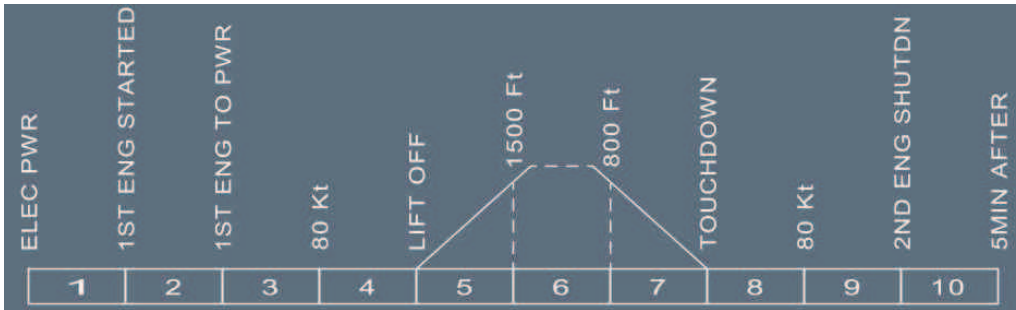 ELEC PWR
1ST ENG STARTED
1ST ENG TO PWR
80 Kt
LIFT OFF
1500 Ft
800 Ft
TOUCHDOWN
80 Kt
2ND ENG SHUTDN
5MIN AFTER
1 2 3 4 5 6 7 8 9 10